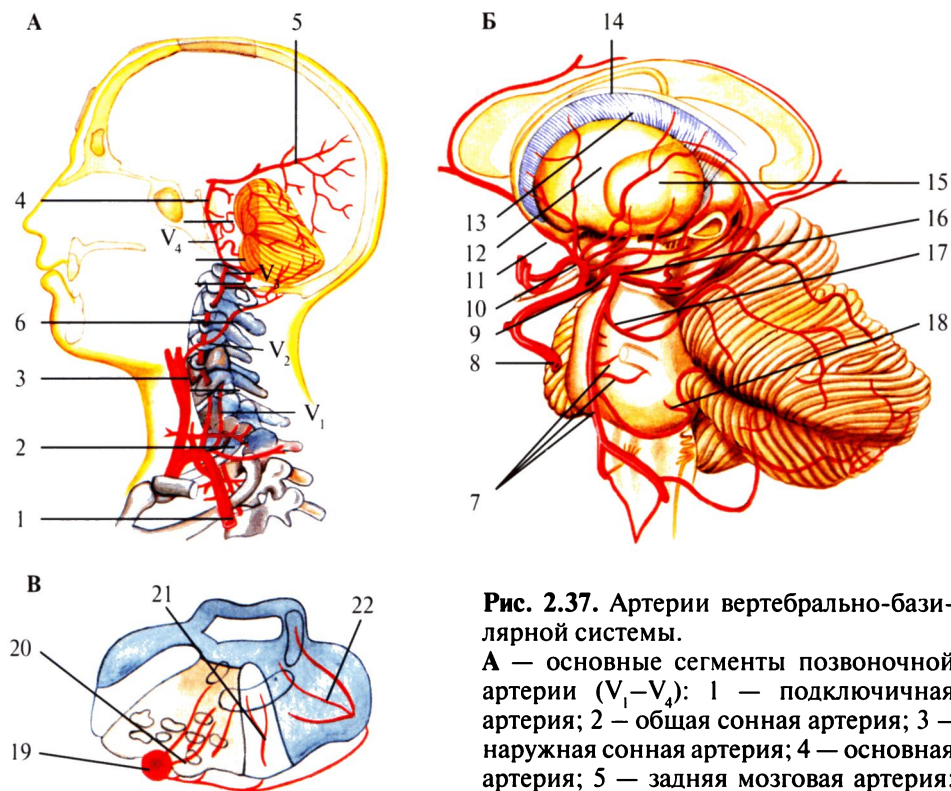 А
5
4
V₄
V₃
6
V₂
3
V₁
2
1
Б
14
13
12
11
10
9
8
7
15
16
17
18
В
21
22
20
19
Рис. 2.37. Артерии вертебрально-бази-
лярной системы.
А — основные сегменты позвоночной
артерии (V₁–V₄): 1 — подключичная
артерия; 2 – общая сонная артерия; 3 –
наружная сонная артерия; 4 – основная
артерия; 5 — задняя мозговая артерия;